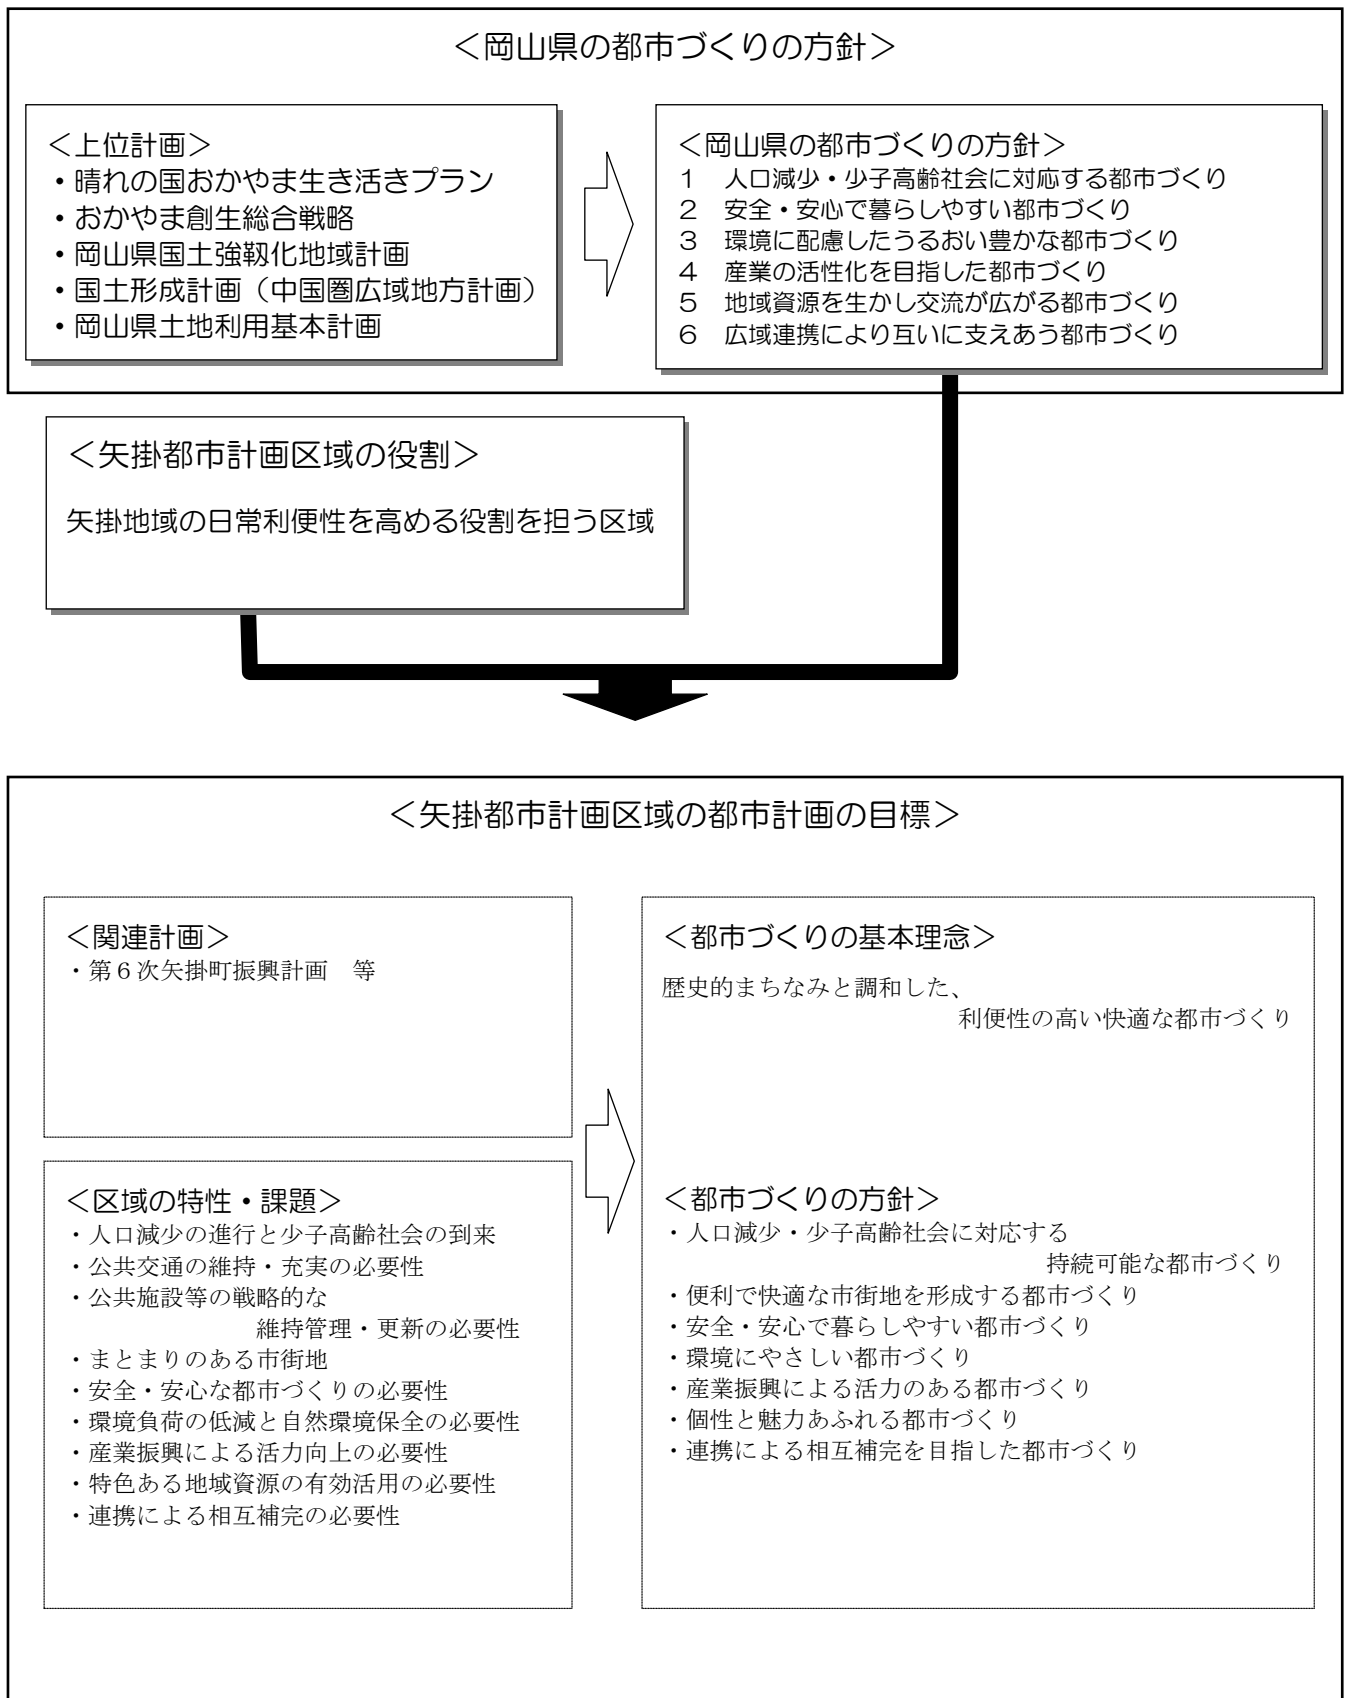 ＜岡山県の都市づくりの方針＞
＜上位計画＞
・晴れの国おかやま生き活きプラン
・おかやま創生総合戦略
・岡山県国土強靱化地域計画
・国土形成計画（中国圏広域地方計画）
・岡山県土地利用基本計画
＜岡山県の都市づくりの方針＞
１　人口減少・少子高齢社会に対応する都市づくり
２　安全・安心で暮らしやすい都市づくり
３　環境に配慮したうるおい豊かな都市づくり
４　産業の活性化を目指した都市づくり
５　地域資源を生かし交流が広がる都市づくり
６　広域連携により互いに支えあう都市づくり
＜矢掛都市計画区域の役割＞
矢掛地域の日常利便性を高める役割を担う区域
＜矢掛都市計画区域の都市計画の目標＞
＜関連計画＞
・第６次矢掛町振興計画　等
＜区域の特性・課題＞
・人口減少の進行と少子高齢社会の到来
・公共交通の維持・充実の必要性
・公共施設等の戦略的な
維持管理・更新の必要性
・まとまりのある市街地
・安全・安心な都市づくりの必要性
・環境負荷の低減と自然環境保全の必要性
・産業振興による活力向上の必要性
・特色ある地域資源の有効活用の必要性
・連携による相互補完の必要性
＜都市づくりの基本理念＞
歴史的まちなみと調和した、
利便性の高い快適な都市づくり
＜都市づくりの方針＞
・人口減少・少子高齢社会に対応する
持続可能な都市づくり
・便利で快適な市街地を形成する都市づくり
・安全・安心で暮らしやすい都市づくり
・環境にやさしい都市づくり
・産業振興による活力のある都市づくり
・個性と魅力あふれる都市づくり
・連携による相互補完を目指した都市づくり